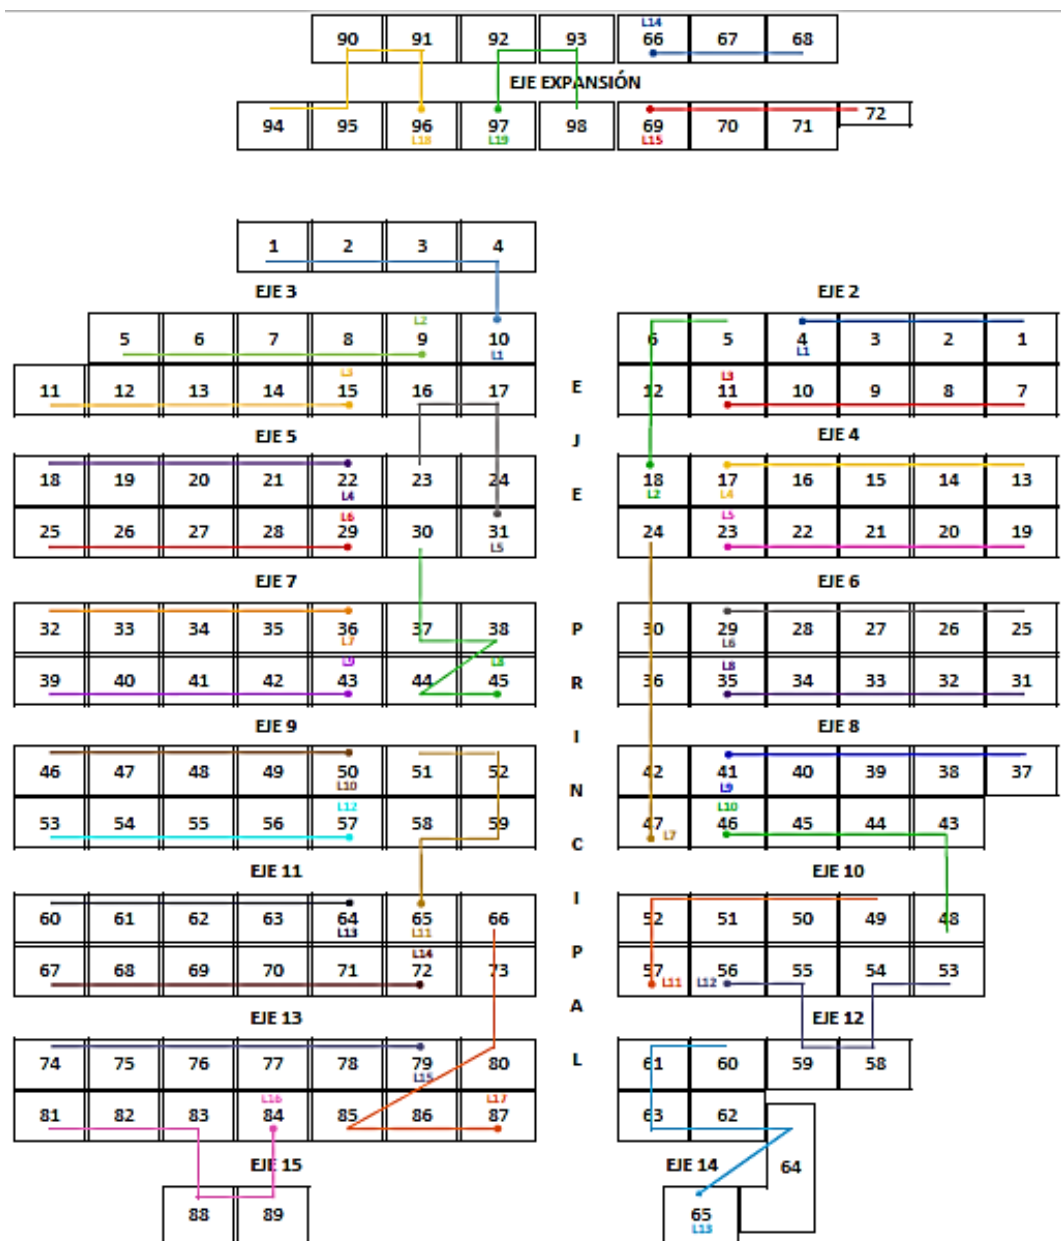 L14
90 91 92 93 66 67 68
EJE EXPANSIÓN
94 95 96 97 98 69 70 71 72
L18 L19 L15
1 2 3 4
EJE 3 EJE 2
L2
5 6 7 8 9 10 6 5 4 3 2 1
L1 L1
L3 L3
11 12 13 14 15 16 17 E 12 11 10 9 8 7
EJE 5 J EJE 4
18 19 20 21 22 23 24 E 18 17 16 15 14 13
L4 L2 L4
L6 L5
25 26 27 28 29 30 31 24 23 22 21 20 19
L5
EJE 7 EJE 6
32 33 34 35 36 37 38 P 30 29 28 27 26 25
L7 L6
L9 L8 L8
39 40 41 42 43 44 45 R 36 35 34 33 32 31
EJE 9 I EJE 8
46 47 48 49 50 51 52 42 41 40 39 38 37
L10 N L9
L12 L10
53 54 55 56 57 58 59 47 46 45 44 43
C L7
EJE 11 EJE 10
60 61 62 63 64 65 66 I 52 51 50 49 48
L13 L11
L14
67 68 69 70 71 72 73 P 57 56 55 54 53
L11 L12
EJE 13 A EJE 12
74 75 76 77 78 79 80 L 61 60 59 58
L15
L16 L17
81 82 83 84 85 86 87 63 62
EJE 15 EJE 14 64
88 89 65
L13